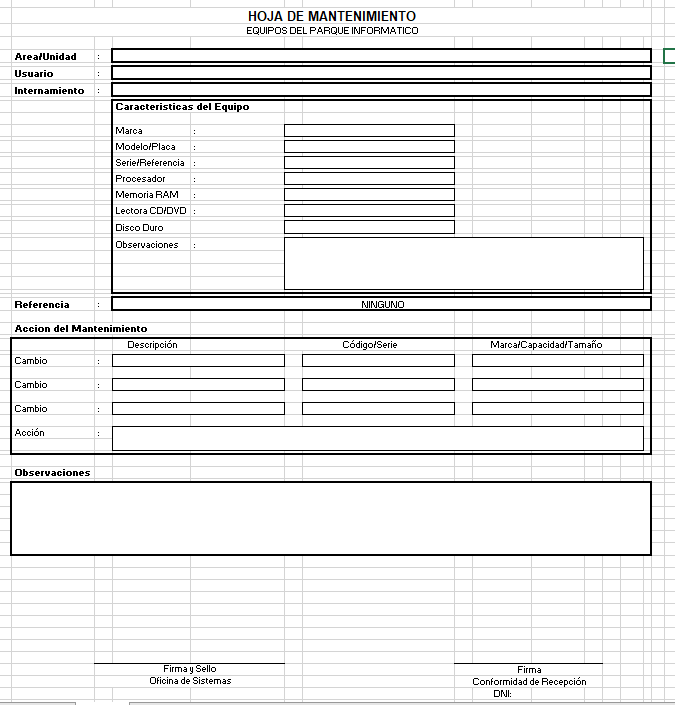 HOJA DE MANTENIMIENTO
EQUIPOS DEL PARQUE INFORMATICO
Area/Unidad :
Usuario :
Internamiento :
Caracteristicas del Equipo
Marca :
Modelo/Placa :
Serie/Referencia :
Procesador :
Memoria RAM :
Lectora CD/DVD :
Disco Duro
Observaciones :
Referencia : NINGUNO
Accion del Mantenimiento
Descripción Código/Serie Marca/Capacidad/Tamaño
Cambio :
Cambio :
Cambio :
Acción :
Observaciones
Firma y Sello Firma
Oficina de Sistemas Conformidad de Recepción
DNI: